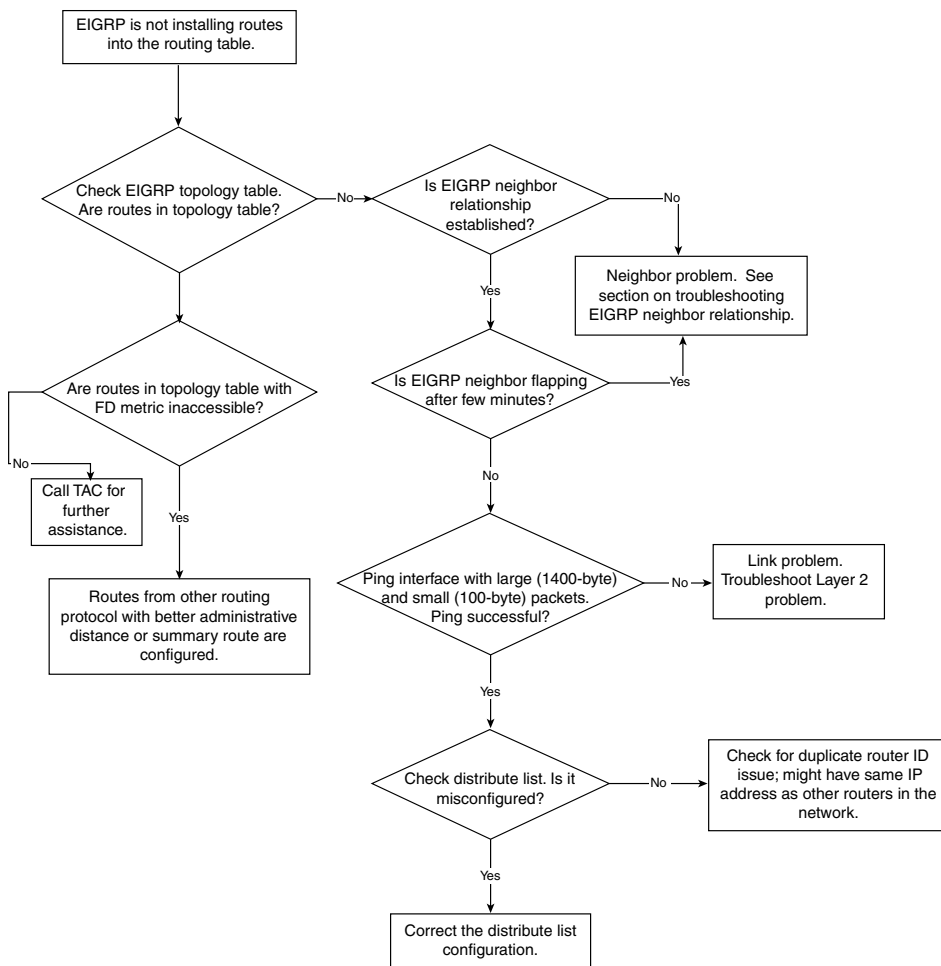 EIGRP is not installing routes
into the routing table.
Check EIGRP topology table.
Are routes in topology table?
No
Is EIGRP neighbor
relationship
established?
No
Neighbor problem. See
section on troubleshooting
EIGRP neighbor relationship.
Yes
Are routes in topology table with
FD metric inaccessible?
Is EIGRP neighbor flapping
after few minutes?
Yes
No
Call TAC for
further
assistance.
Yes
No
Routes from other routing
protocol with better administrative
distance or summary route are
configured.
Ping interface with large (1400-byte)
and small (100-byte) packets.
Ping successful?
No
Link problem.
Troubleshoot Layer 2
problem.
Yes
Check distribute list. Is it
misconfigured?
No
Check for duplicate router ID
issue; might have same IP
address as other routers in the
network.
Yes
Correct the distribute list
configuration.